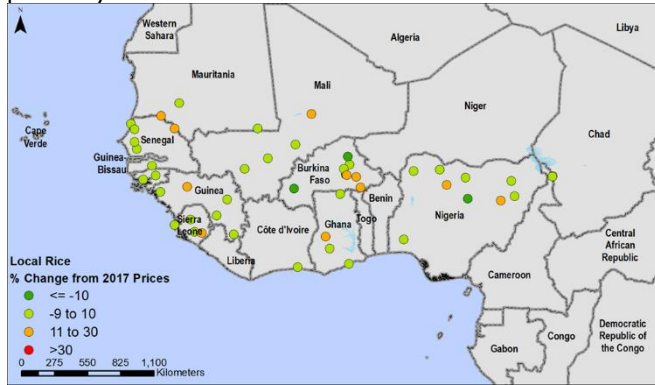 Western
Sahara
Algeria
Libya
Mauritania
Mali
Niger
Cape
Verde
Senegal
Chad
Guinea-
Bissau
Burkina
Faso
Guinea
Benin
Nigeria
Sierra
Leone
Côte d'Ivoire
Ghana
Togo
Liberia
Central
African
Republic
Cameroon
Local Rice
% Change from 2017 Prices
<= -10
-9 to 10
11 to 30
>30
0 275 550 825 1,100
Kilometers
Gabon
Congo
Democratic
Republic
of the Congo
N